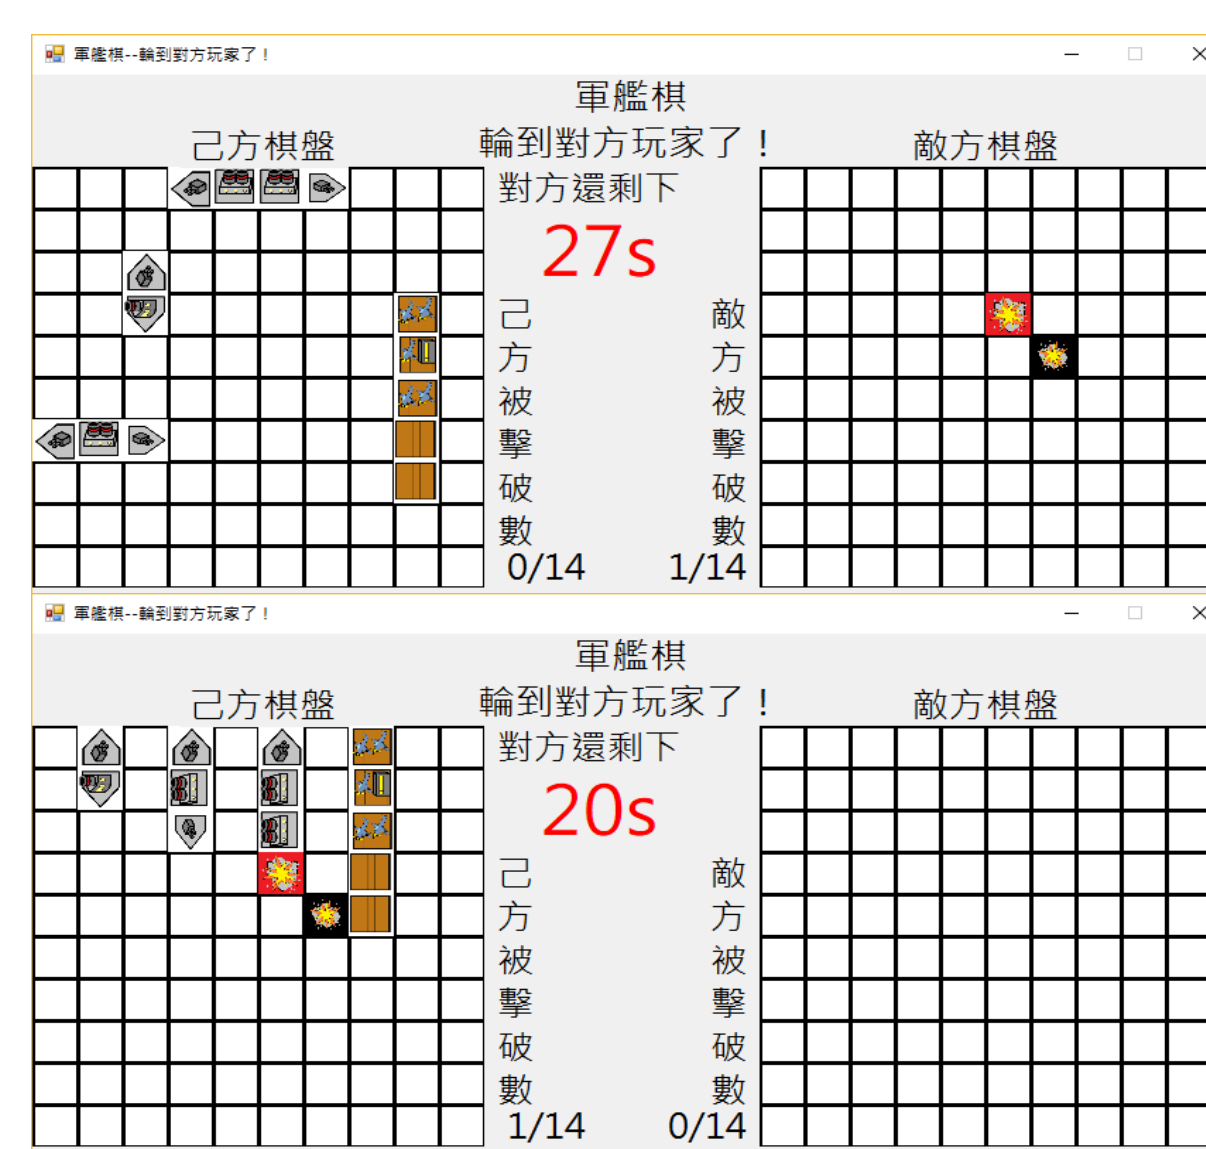 軍艦棋--輪到對方玩家了！
軍艦棋
己方棋盤
輪到對方玩家了！
敵方棋盤
對方還剩下
27s
己方被擊破數
敵方被擊破數
0/14
1/14
軍艦棋--輪到對方玩家了！
軍艦棋
己方棋盤
輪到對方玩家了！
敵方棋盤
對方還剩下
20s
己方被擊破數
敵方被擊破數
1/14
0/14